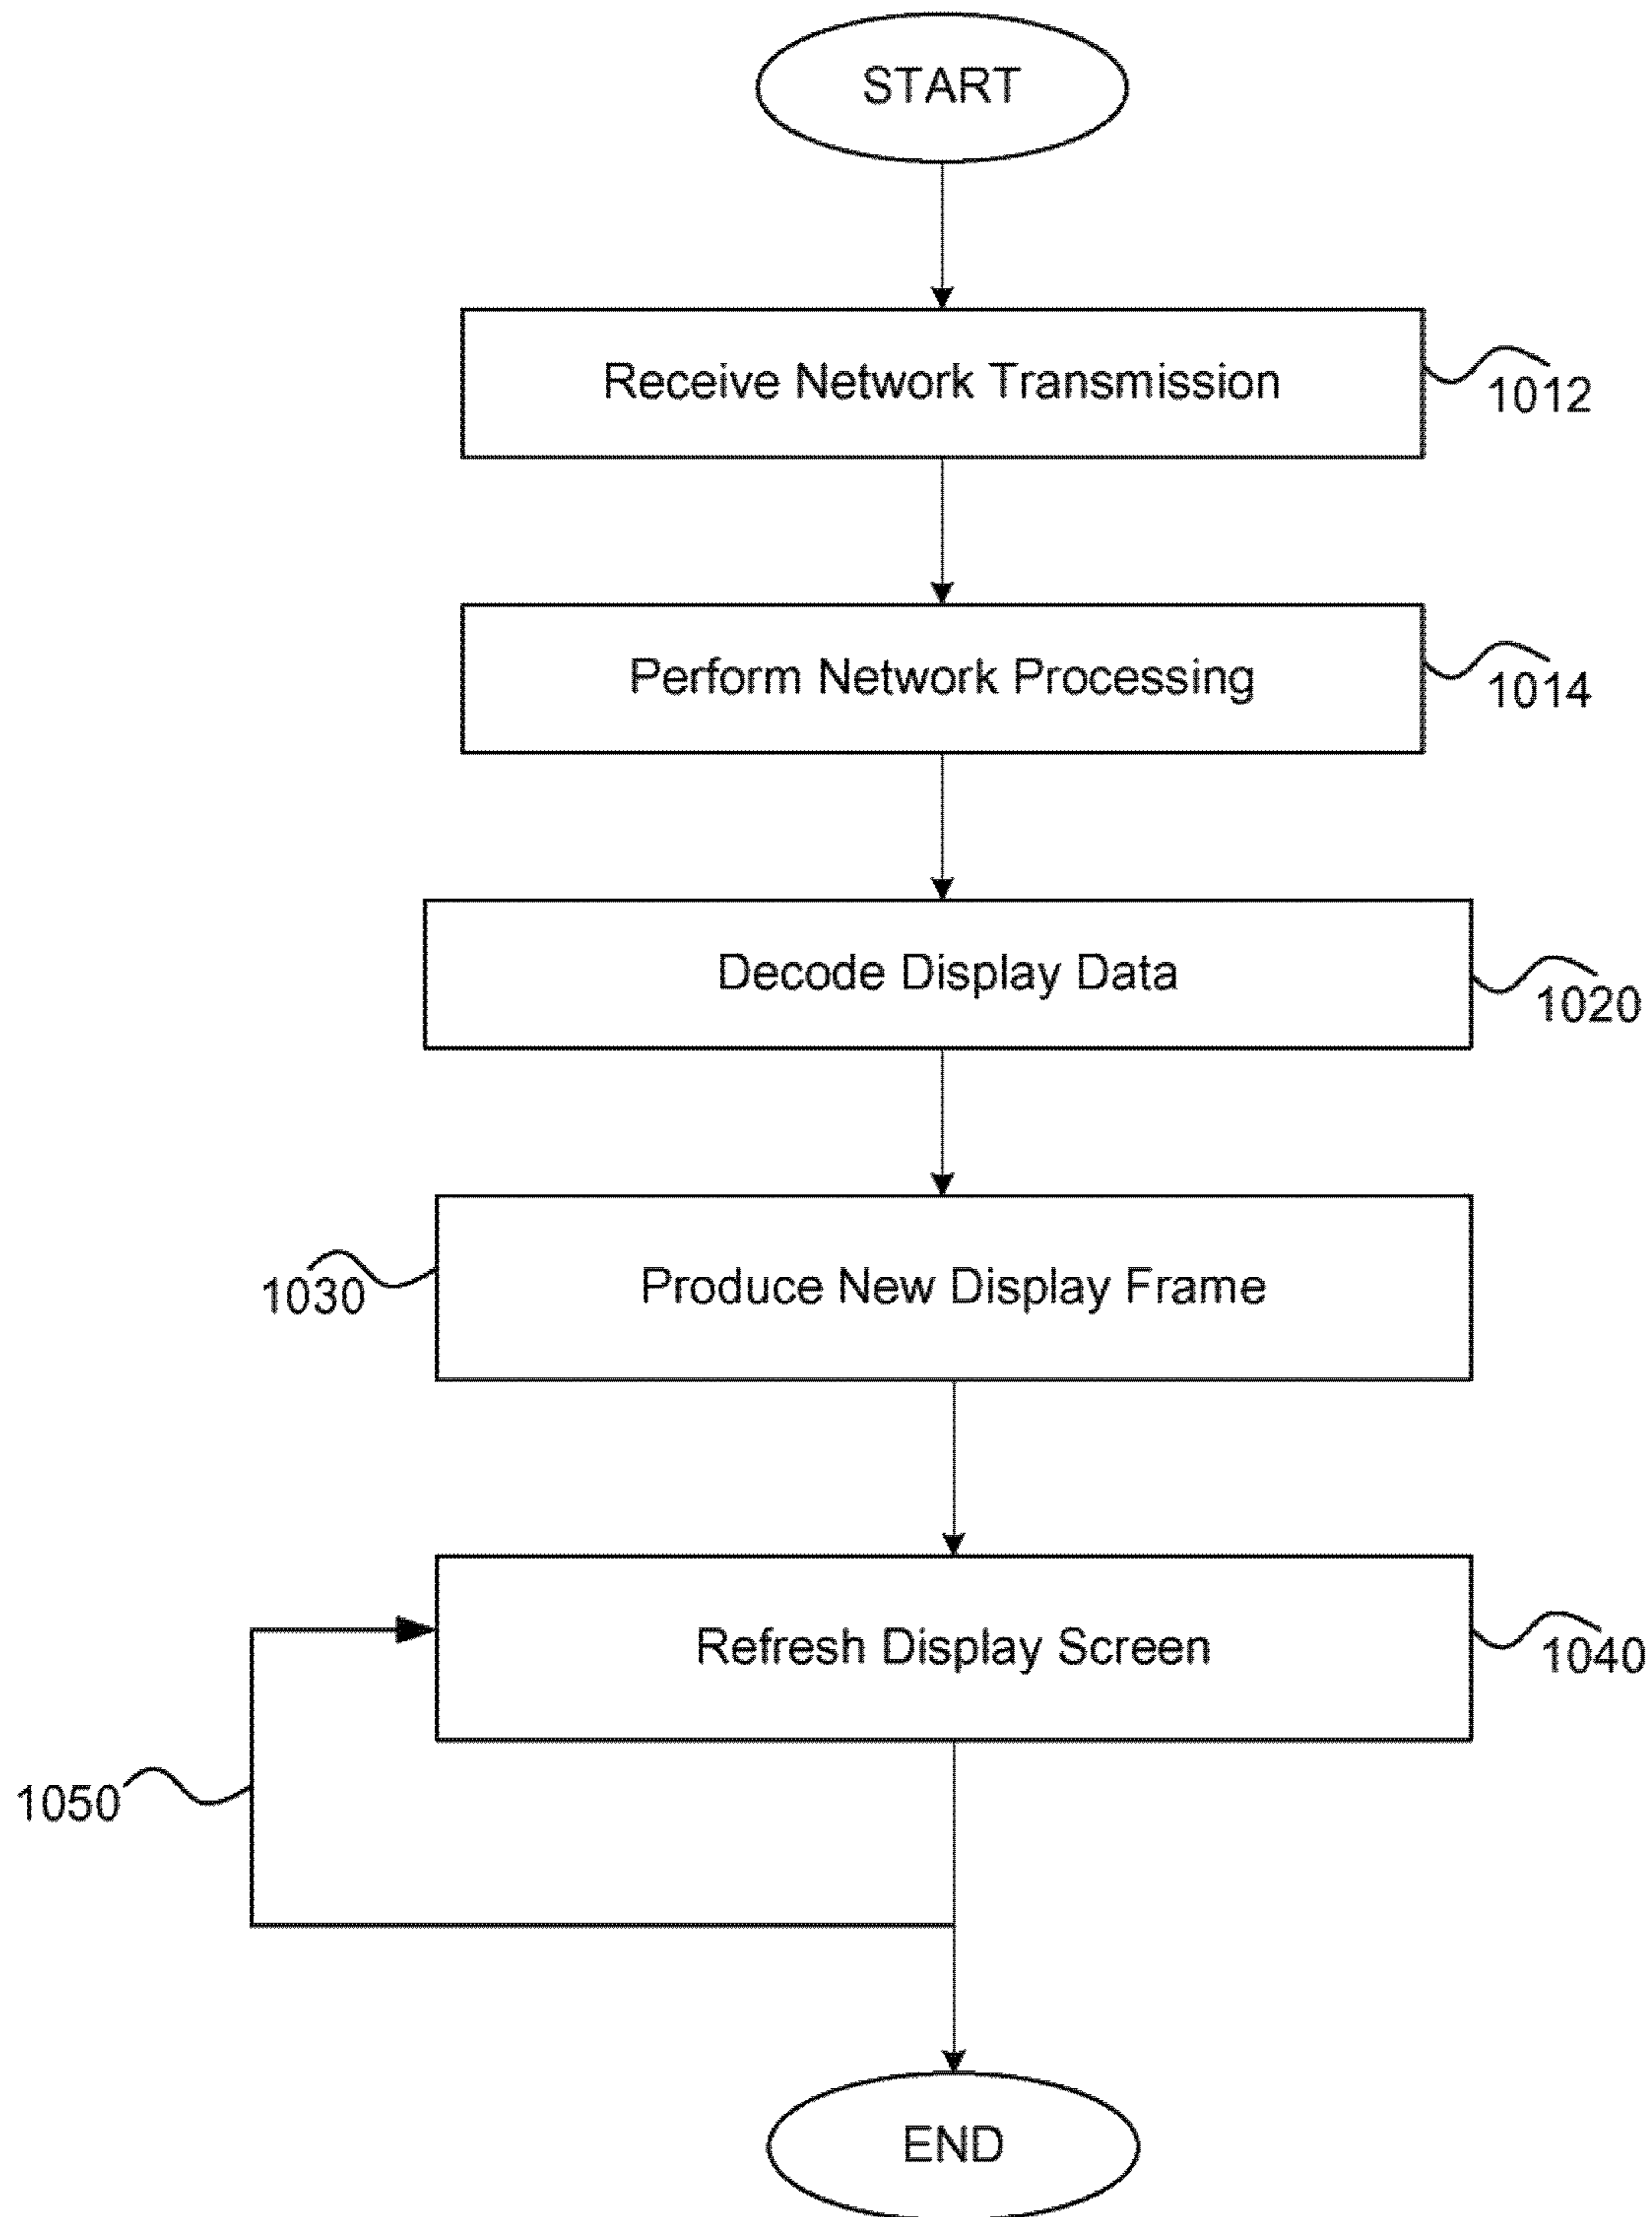 START
Receive Network Transmission
1012
Perform Network Processing
1014
Decode Display Data
1020
Produce New Display Frame
1030
Refresh Display Screen
1040
1050
END